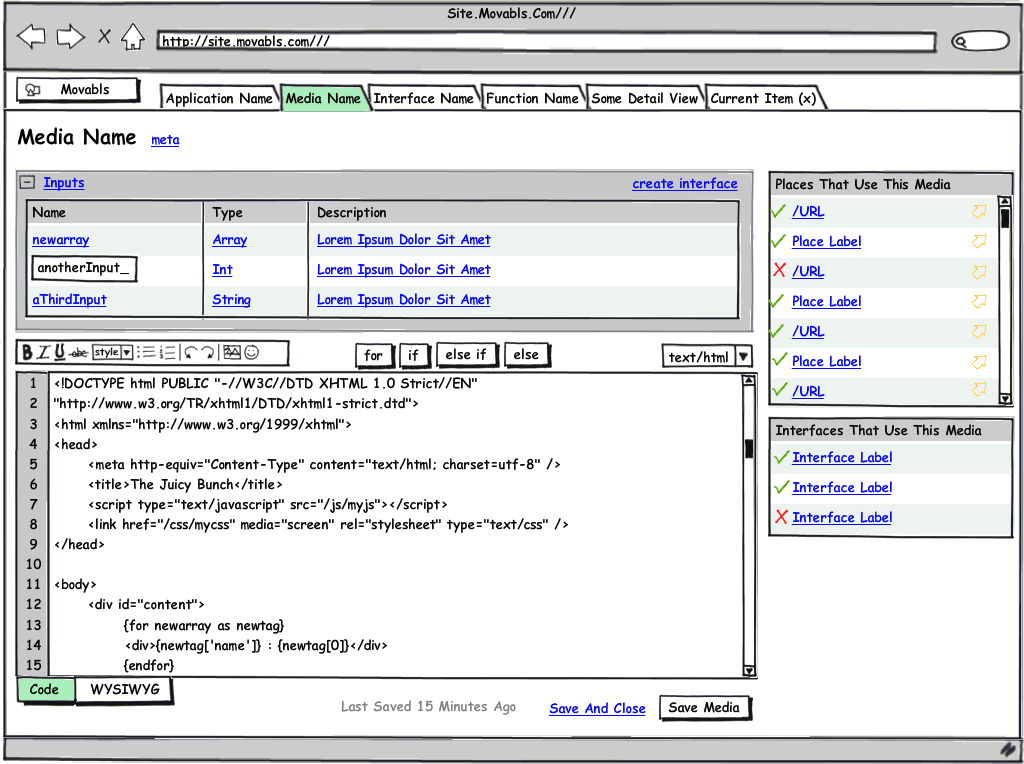 Site.Movabls.Com///
http://site.movabls.com///
Movabls
Application Name Media Name Interface Name Function Name Some Detail View Current Item (x)
Media Name meta
Inputs create interface
Name Type Description
newarray Array Lorem Ipsum Dolor Sit Amet
anotherInput_ Int Lorem Ipsum Dolor Sit Amet
aThirdInput String Lorem Ipsum Dolor Sit Amet
B I U abc style for if else if else text/html
1 <!DOCTYPE html PUBLIC "-//W3C//DTD XHTML 1.0 Strict//EN"
2 "http://www.w3.org/TR/xhtml1/DTD/xhtml1-strict.dtd">
3 <html xmlns="http://www.w3.org/1999/xhtml">
4 <head>
5 <meta http-equiv="Content-Type" content="text/html; charset=utf-8" />
6 <title>The Juicy Bunch</title>
7 <script type="text/javascript" src="/js/myjs"></script>
8 <link href="/css/mycss" media="screen" rel="stylesheet" type="text/css" />
9 </head>
10
11 <body>
12 <div id="content">
13 {for newarray as newtag}
14 <div>{newtag['name']} : {newtag[0]}</div>
15 {endfor}
Code WYSIWYG
Last Saved 15 Minutes Ago Save And Close Save Media
Places That Use This Media
/URL
Place Label
/URL
Place Label
/URL
Place Label
/URL
Interfaces That Use This Media
Interface Label
Interface Label
Interface Label